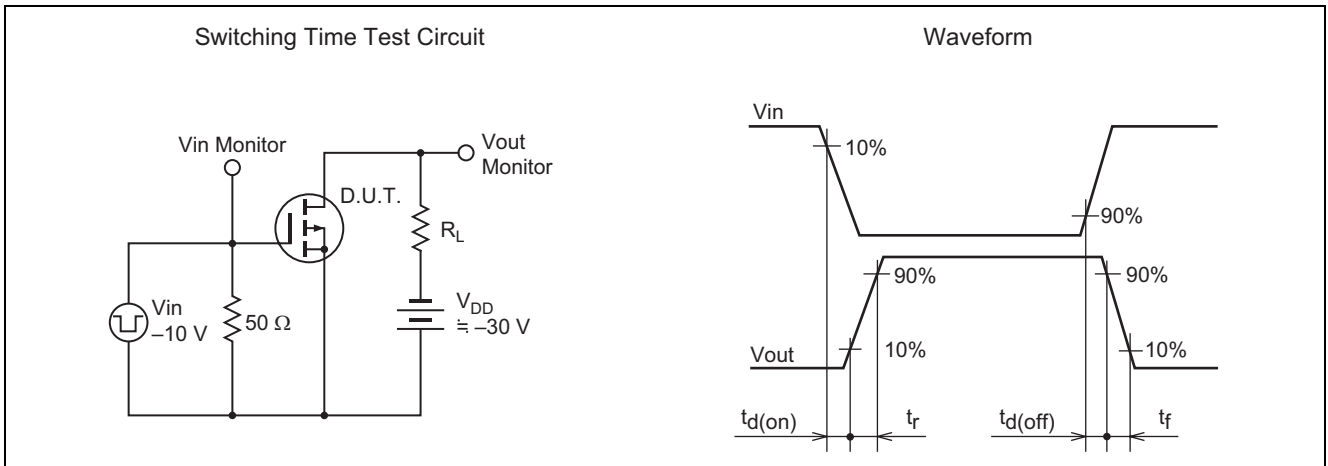 Switching Time Test Circuit
Vin Monitor
Vout
Monitor
D.U.T.
RL
Vin
–10 V
50 Ω
VDD
≒ –30 V
Waveform
Vin
10%
90%
90%
90%
Vout
10%
10%
td(on)
tr
td(off)
tf